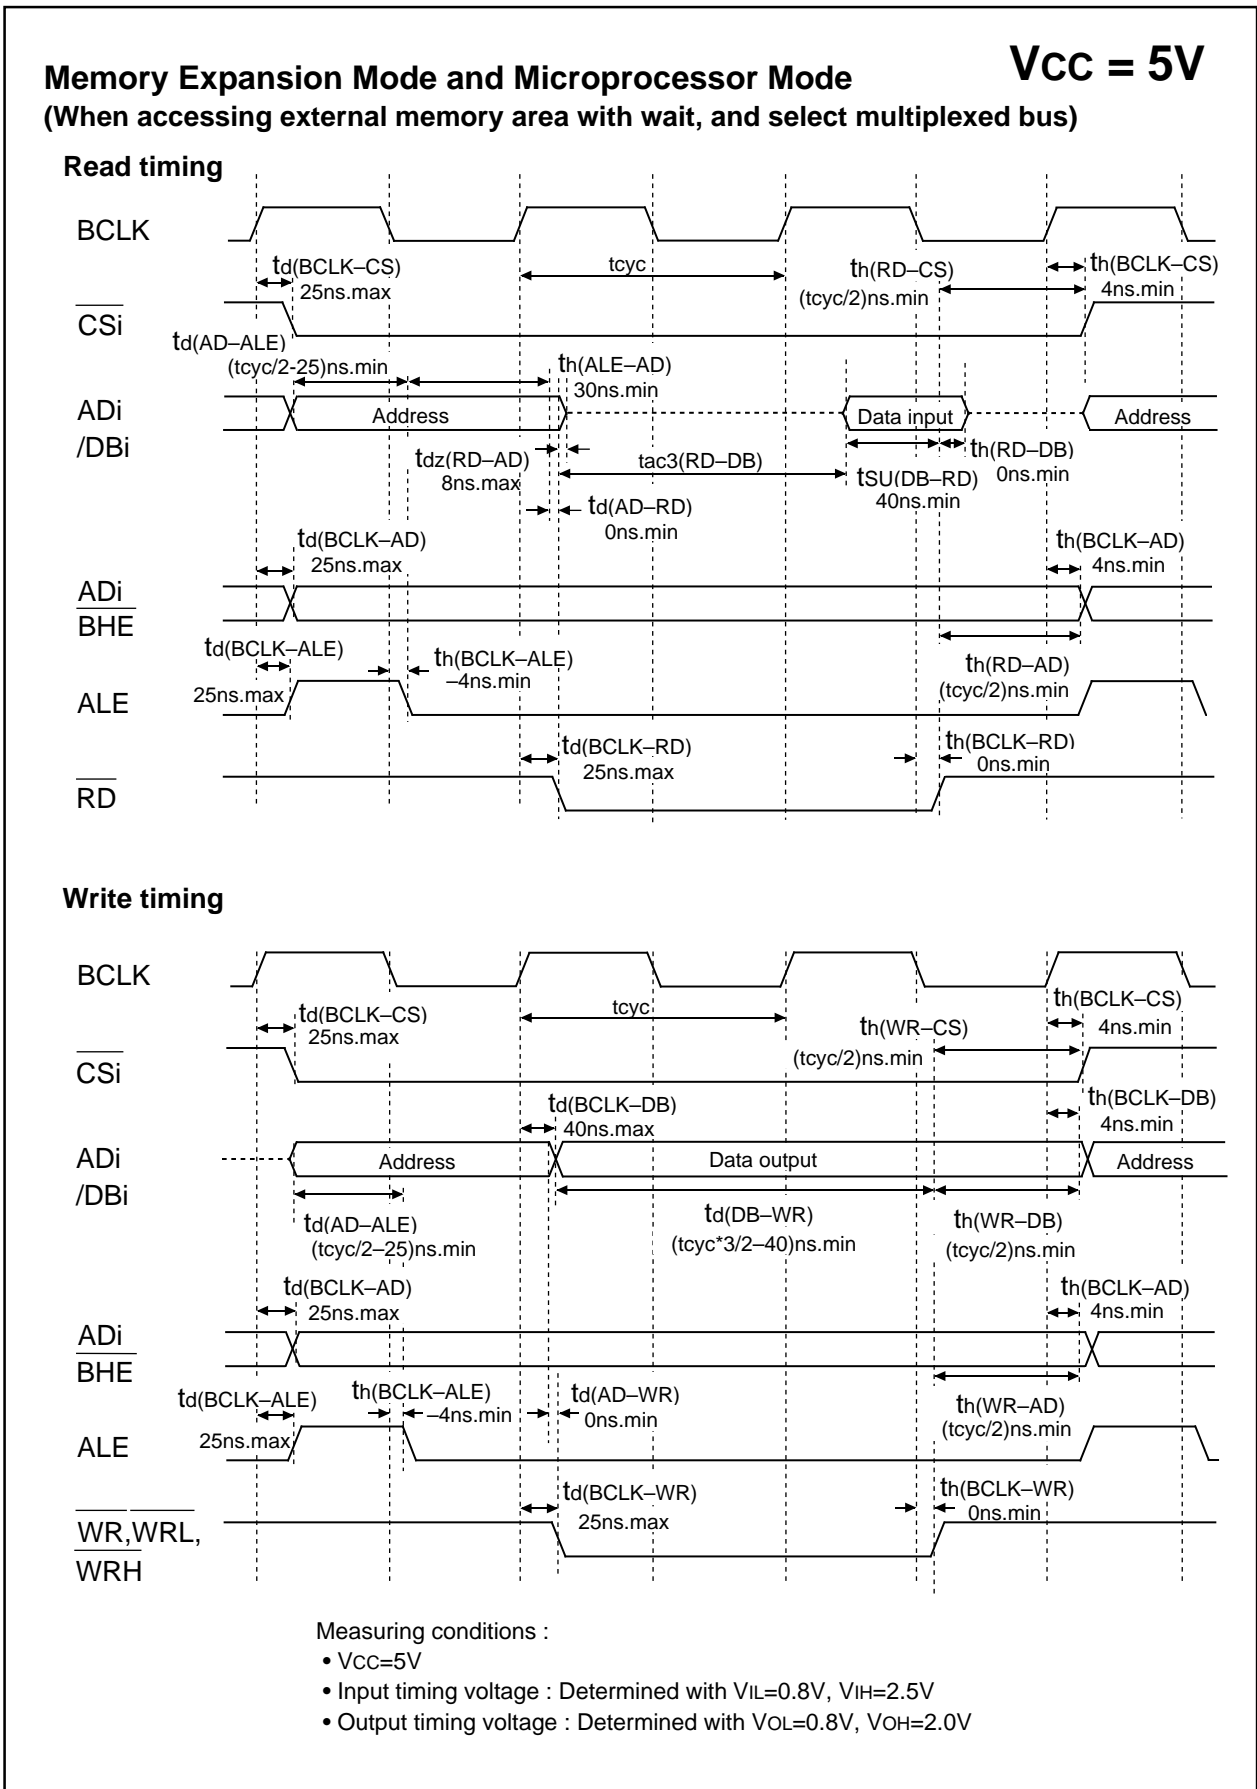 Vcc = 5V
Memory Expansion Mode and Microprocessor Mode
(When accessing external memory area with wait, and select multiplexed bus)
Read timing
BCLK
td(BCLK–CS)
25ns.max
tcyc
th(RD–CS)
(tcyc/2)ns.min
th(BCLK–CS)
4ns.min
CSi
td(AD–ALE)
(tcyc/2-25)ns.min
th(ALE–AD)
30ns.min
ADi
/DBi
Address
Data input
Address
tdz(RD–AD)
8ns.max
tac3(RD–DB)
tSU(DB–RD)
40ns.min
th(RD–DB)
0ns.min
td(AD–RD)
0ns.min
td(BCLK–AD)
25ns.max
th(BCLK–AD)
4ns.min
ADi
BHE
td(BCLK–ALE)
25ns.max
th(BCLK–ALE)
–4ns.min
th(RD–AD)
(tcyc/2)ns.min
ALE
td(BCLK–RD)
25ns.max
th(BCLK–RD)
0ns.min
RD
Write timing
BCLK
td(BCLK–CS)
25ns.max
tcyc
th(WR–CS)
(tcyc/2)ns.min
th(BCLK–CS)
4ns.min
CSi
td(BCLK–DB)
40ns.max
th(BCLK–DB)
4ns.min
ADi
/DBi
Address
Data output
Address
td(AD–ALE)
(tcyc/2–25)ns.min
td(DB–WR)
(tcyc*3/2–40)ns.min
th(WR–DB)
(tcyc/2)ns.min
td(BCLK–AD)
25ns.max
th(BCLK–AD)
4ns.min
ADi
BHE
td(BCLK–ALE)
25ns.max
th(BCLK–ALE)
–4ns.min
td(AD–WR)
0ns.min
th(WR–AD)
(tcyc/2)ns.min
ALE
td(BCLK–WR)
25ns.max
th(BCLK–WR)
0ns.min
WR,WRL,
WRH
Measuring conditions :
• VCC=5V
• Input timing voltage : Determined with VIL=0.8V, VIH=2.5V
• Output timing voltage : Determined with VOL=0.8V, VOH=2.0V